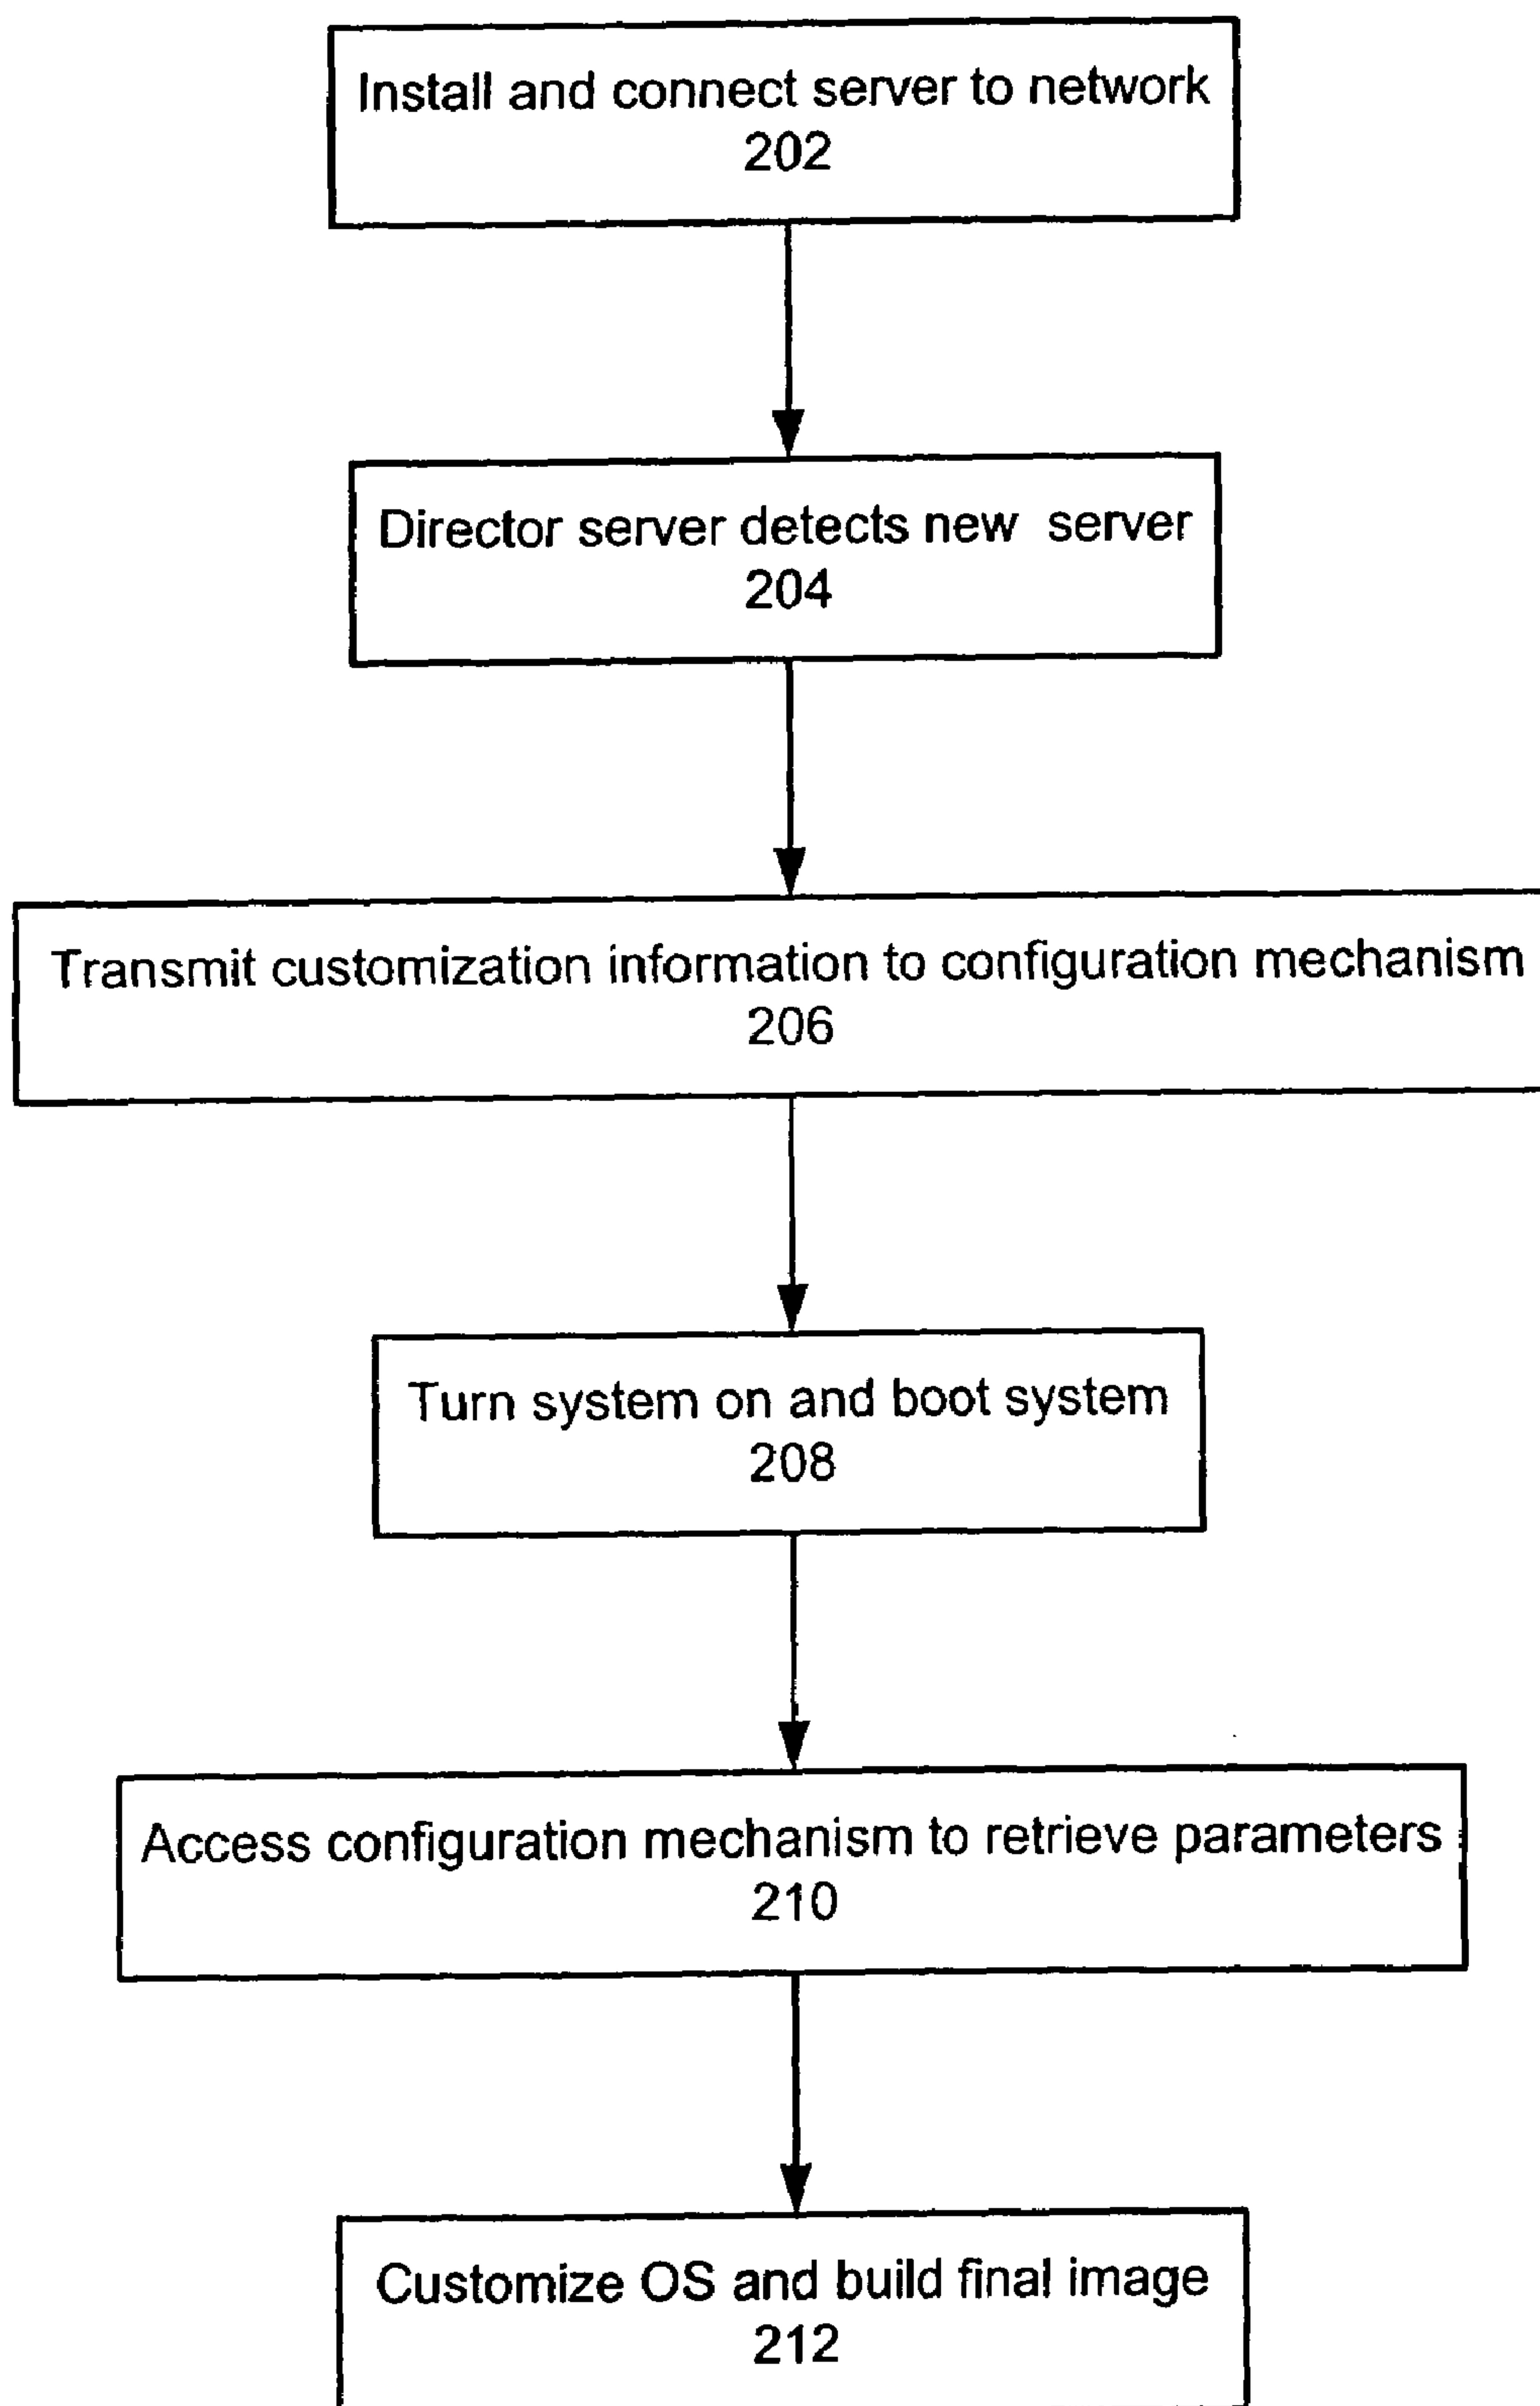 Install and connect server to network
202
Director server detects new server
204
Transmit customization information to configuration mechanism
206
Turn system on and boot system
208
Access configuration mechanism to retrieve parameters
210
Customize OS and build final image
212